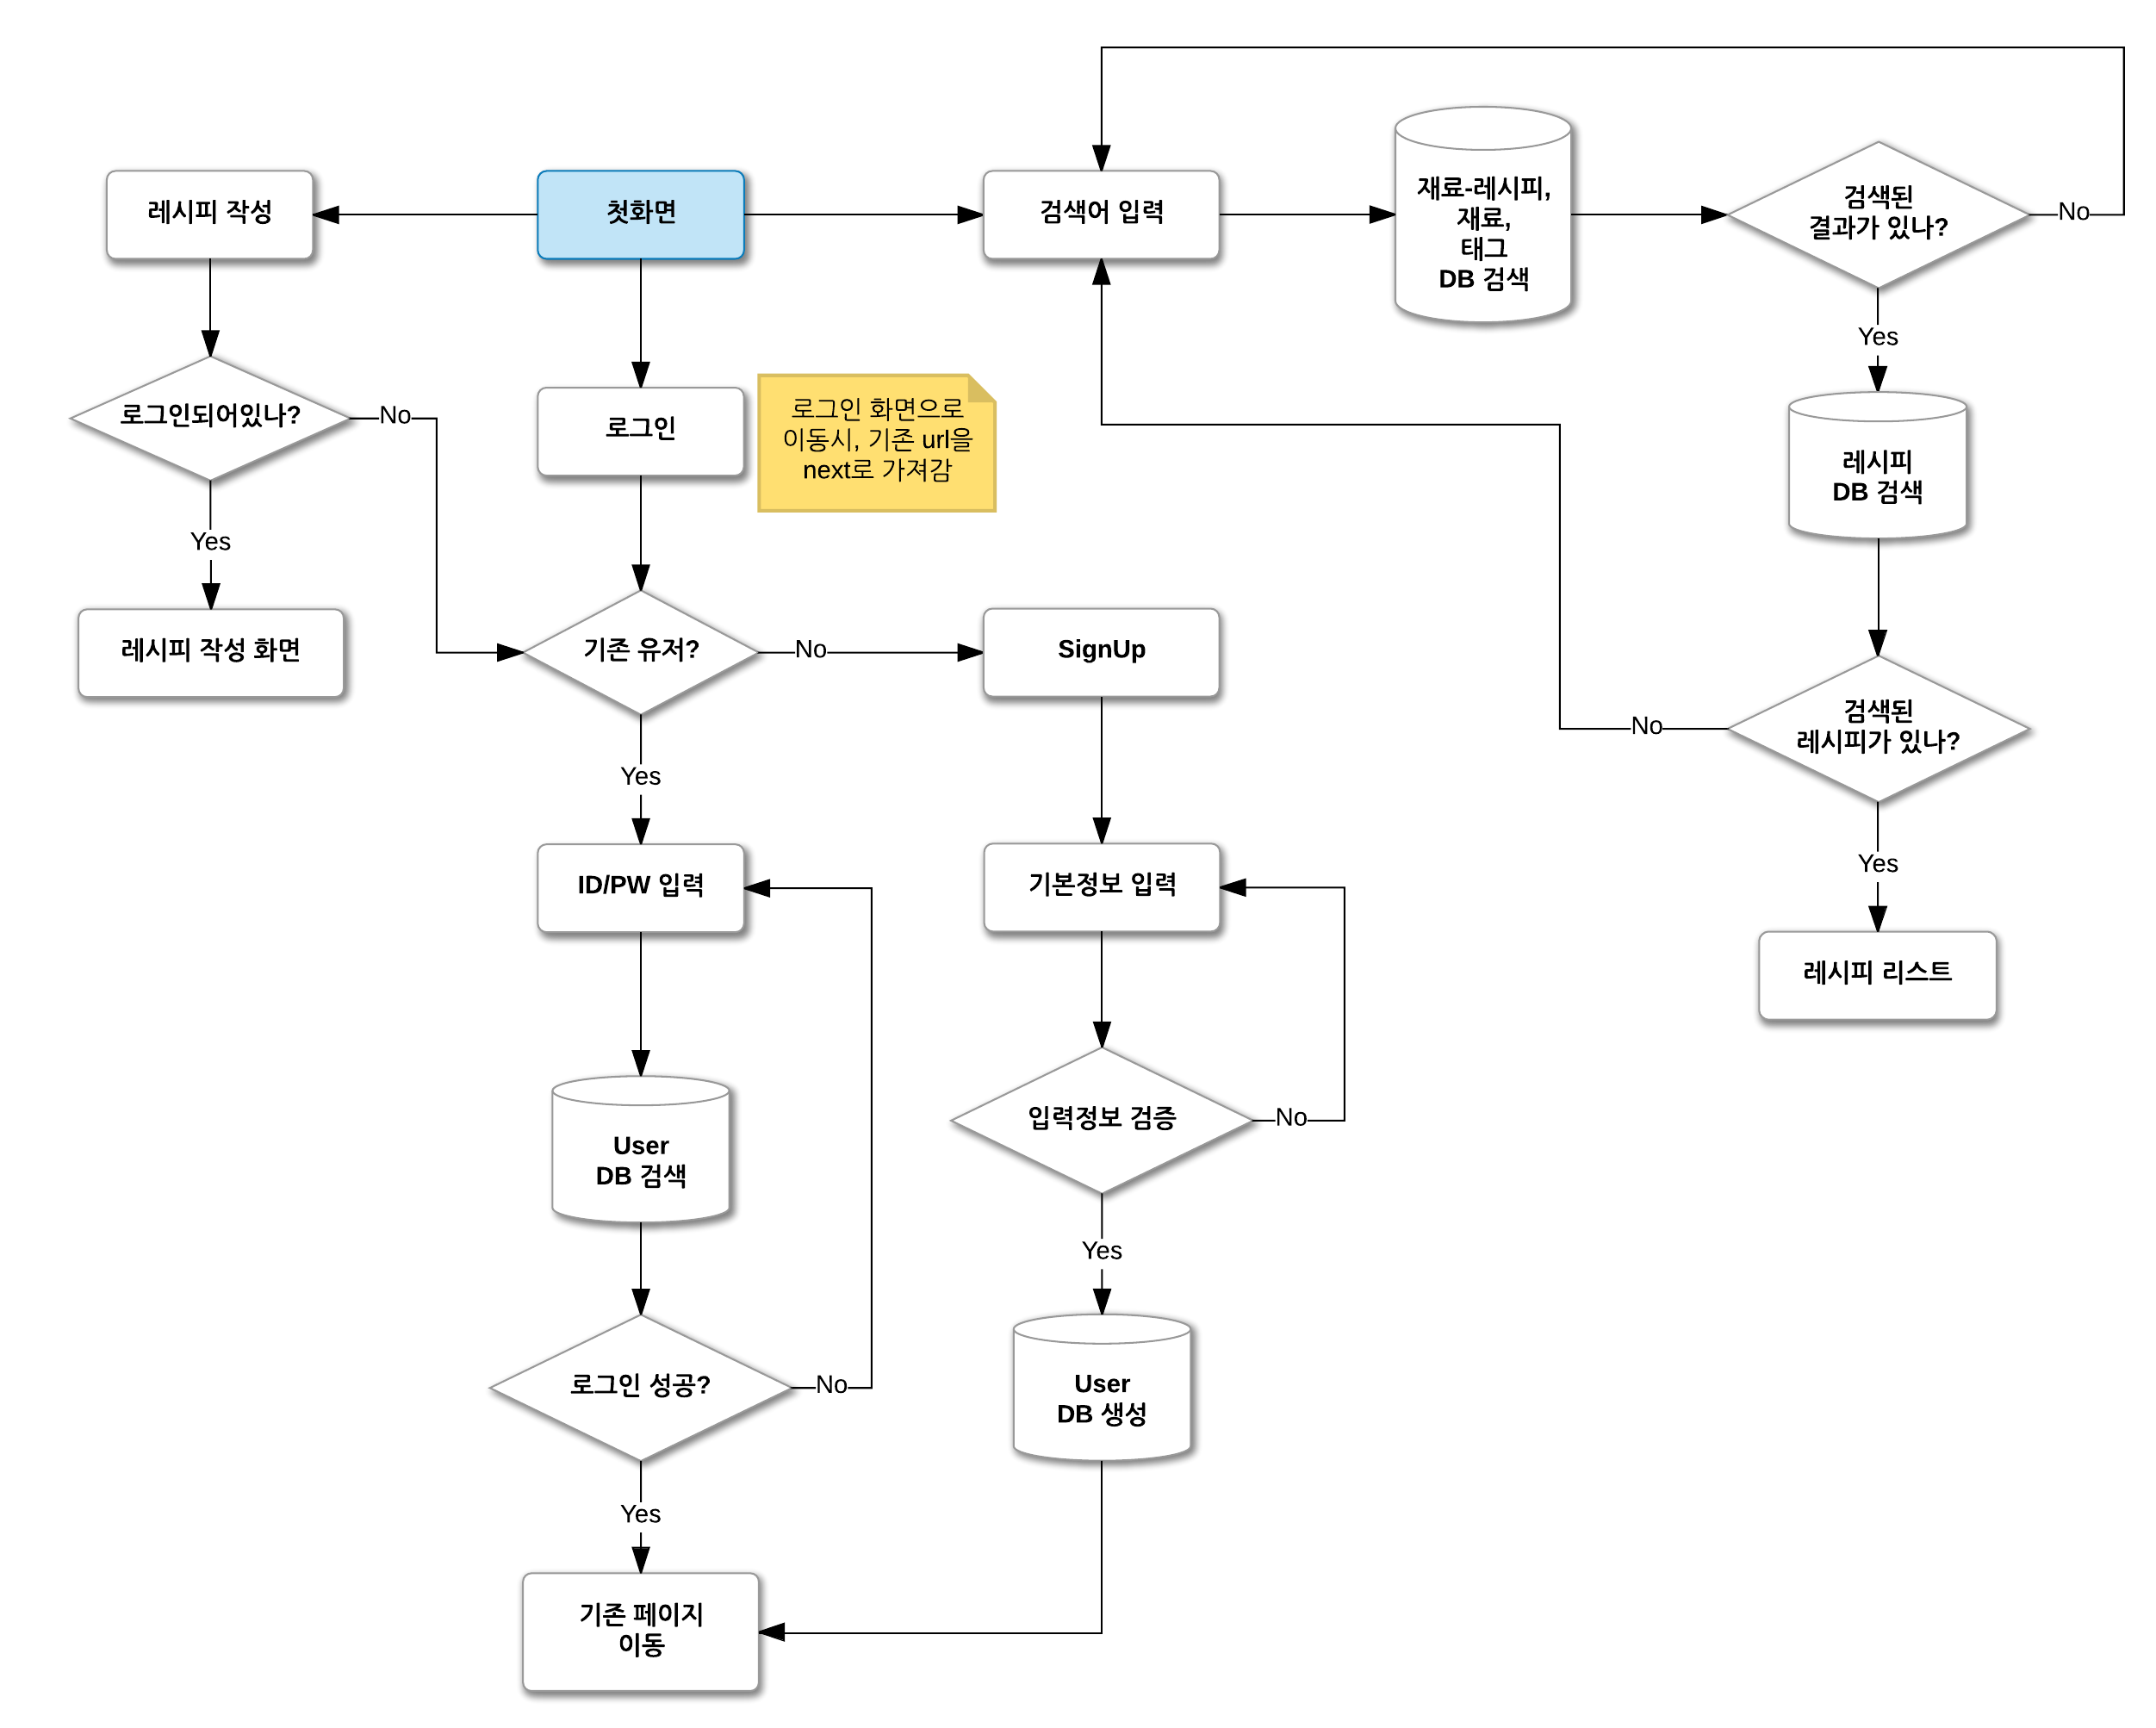 레시피 작성
첫화면
검색어 입력
재료-레시피,
재료,
태그
DB 검색
검색된
결과가 있나?
No
Yes
로그인되어있나?
No
Yes
레시피 작성 화면
로그인
로그인 화면으로
이동시, 기존 url을
next로 가져감
레시피
DB 검색
기존 유저?
No
SignUp
Yes
검색된
레시피가 있나?
No
Yes
레시피 리스트
ID/PW 입력
기본정보 입력
User
DB 검색
입력정보 검증
No
Yes
로그인 성공?
No
Yes
User
DB 생성
기존 페이지
이동